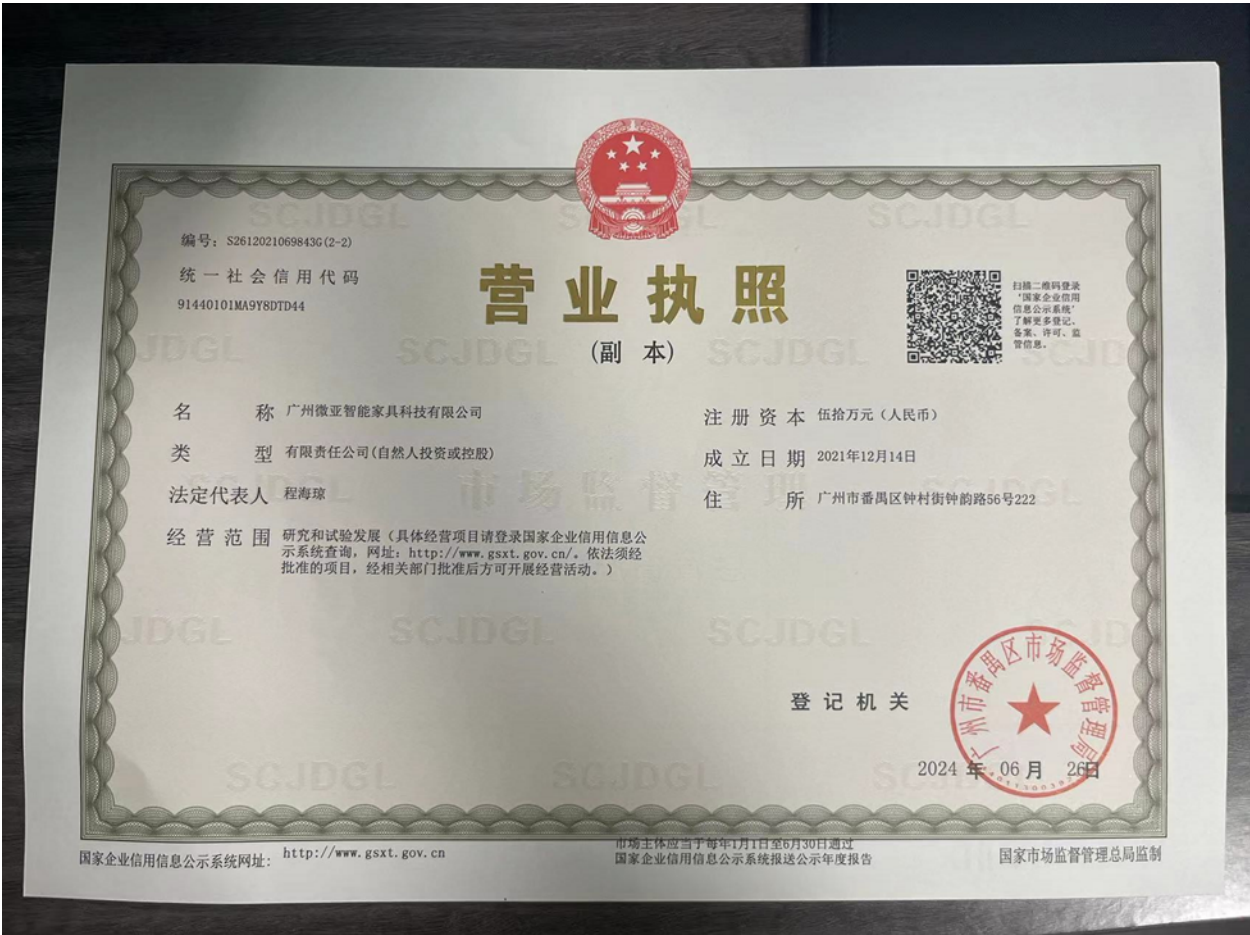 编号：S2612021069843G(2-2)
统一社会信用代码
91440101MA9Y8DTD44
营业执照
(副 本)
扫描二维码登录
‘国家企业信用
信息公示系统’
了解更多登记、
备案、许可、监
管信息。
名 称 广州微亚智能家具科技有限公司
类 型 有限责任公司(自然人投资或控股)
法定代表人 程海琼
经营范围 研究和试验发展（具体经营项目请登录国家企业信用信息公
示系统查询，网址：http://www.gsxt.gov.cn/。依法须经
批准的项目，经相关部门批准后方可开展经营活动。）
注册资本 伍拾万元（人民币）
成立日期 2021年12月14日
住 所 广州市番禺区钟村街钟韵路56号222
市场监督管理
登记机关
广州市番禺区市场监督管理局
2024 年 06 月 26日
国家企业信用信息公示系统网址： http://www.gsxt.gov.cn
市场主体应当于每年1月1日至6月30日通过
国家企业信用信息公示系统报送公示年度报告
国家市场监督管理总局监制
SCJDGL